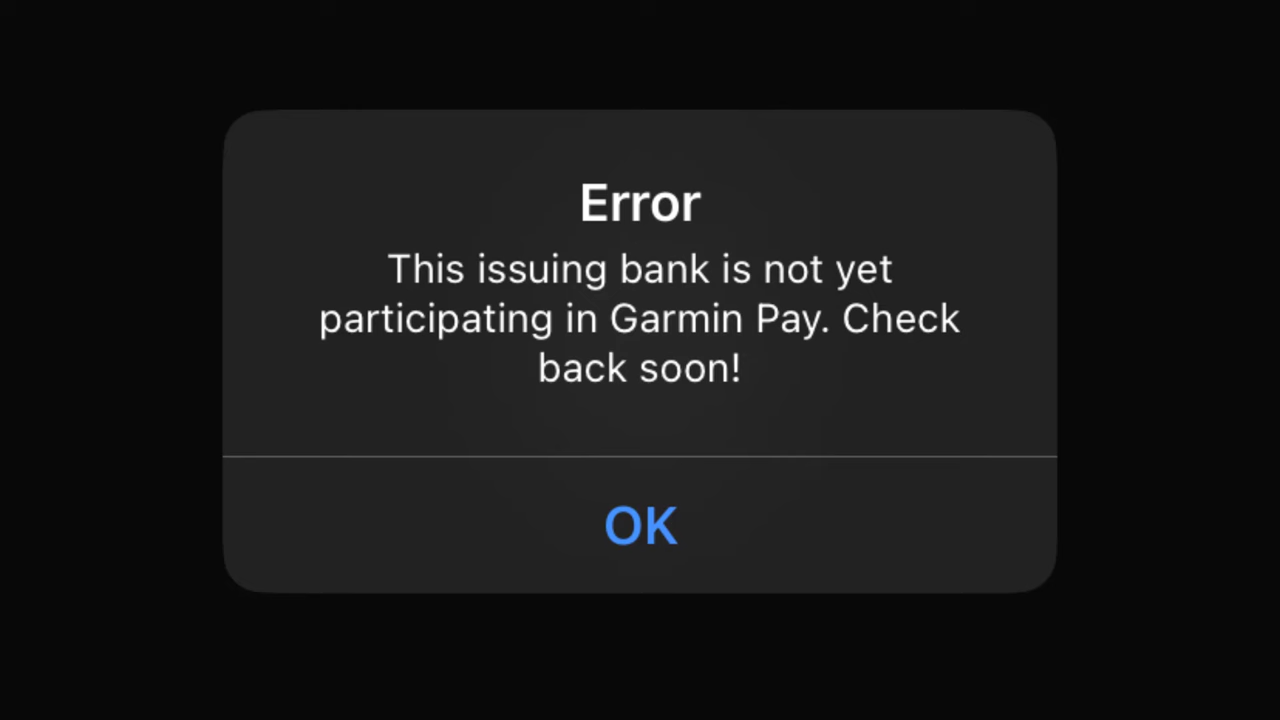 Error
This issuing bank is not yet
participating in Garmin Pay. Check
back soon!
OK